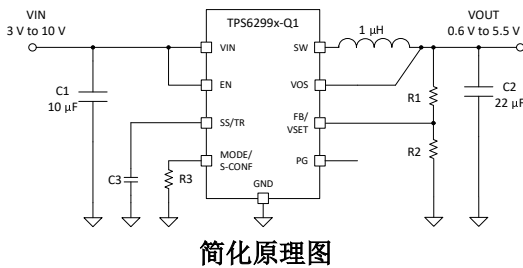 VIN
3 V to 10 V
C1
10 µF
C3
R3
TPS6299x-Q1
VIN
EN
SS/TR
MODE/
S-CONF
GND
SW
VOS
FB/
VSET
PG
1 µH
R1
R2
VOUT
0.6 V to 5.5 V
C2
22 µF
简化原理图